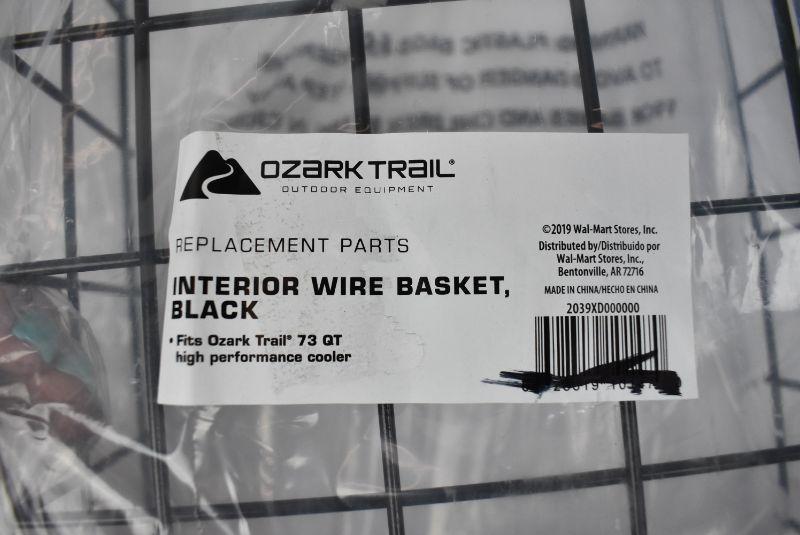 OZARK TRAIL®
OUTDOOR EQUIPMENT
REPLACEMENT PARTS
INTERIOR WIRE BASKET,
BLACK
• Fits Ozark Trail® 73 QT
high performance cooler
©2019 Wal-Mart Stores, Inc.
Distributed by/Distribuido por
Wal-Mart Stores, Inc.,
Bentonville, AR 72716
MADE IN CHINA/HECHO EN CHINA
2039XD000000